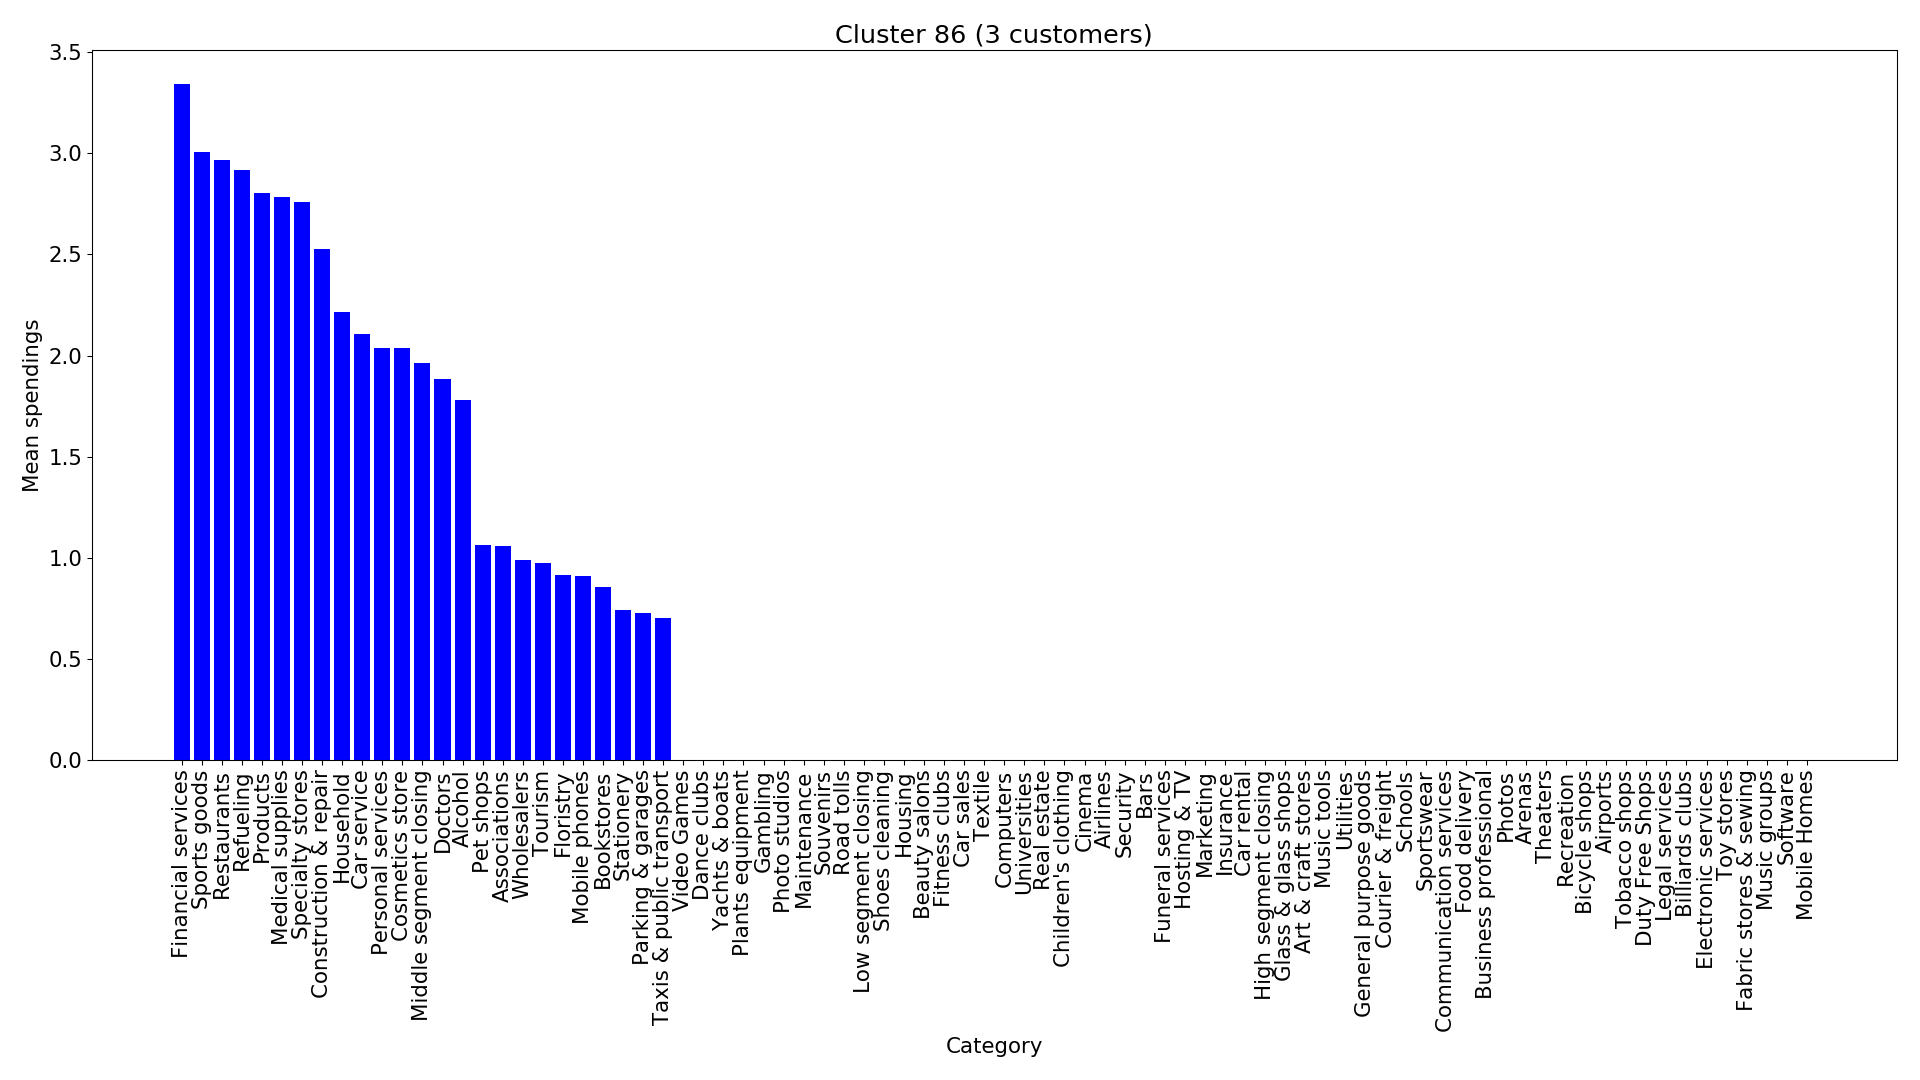 Cluster 86 (3 customers)
3.5
3.0
2.5
2.0
1.5
1.0
0.5
0.0
Mean spendings
Financial services
Sports goods
Restaurants
Refueling
Products
Medical supplies
Specialty stores
Construction & repair
Household
Car service
Personal services
Cosmetics store
Middle segment closing
Doctors
Alcohol
Pet shops
Associations
Wholesalers
Tourism
Floristry
Mobile phones
Bookstores
Stationery
Parking & garages
Taxis & public transport
Video Games
Dance clubs
Yachts & boats
Plants equipment
Gambling
Photo studios
Maintenance
Souvenirs
Road tolls
Low segment closing
Shoes cleaning
Housing
Beauty salons
Fitness clubs
Car sales
Textile
Computers
Universities
Real estate
Children's clothing
Cinema
Airlines
Security
Bars
Funeral services
Hosting & TV
Marketing
Insurance
Car rental
High segment closing
Glass & glass shops
Art & craft stores
Music tools
Utilities
General purpose goods
Courier & freight
Schools
Sportswear
Communication services
Food delivery
Business professional
Photos
Arenas
Theaters
Recreation
Bicycle shops
Airports
Tobacco shops
Duty Free Shops
Legal services
Billiards clubs
Electronic services
Toy stores
Fabric stores & sewing
Music groups
Software
Mobile Homes
Category